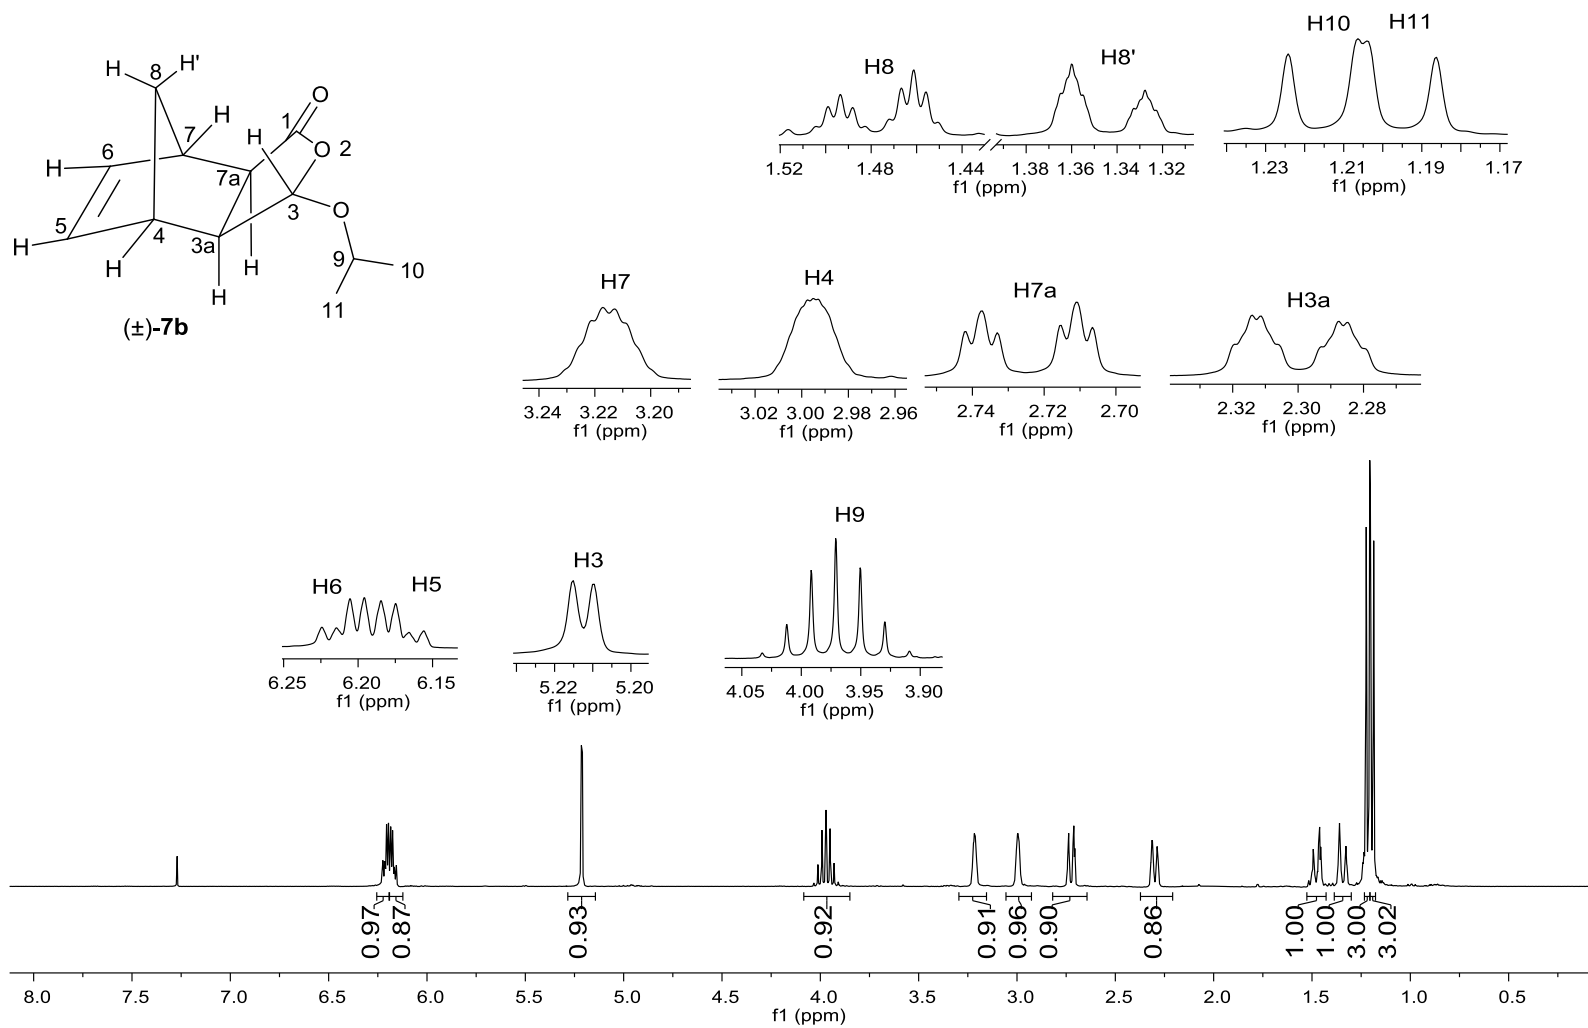 H 8 H'
H
H
1
O
O
2
7
H
6
7a
5
4
3a
3
O
H
H
H
H
9
10
11
(±)-7b
H8
H8'
H10
H11
1.52 1.48 1.44 1.38 1.36 1.34 1.32 1.23 1.21 1.19 1.17
f1 (ppm)
f1 (ppm)
H7
H4
H7a
H3a
3.24 3.22 3.20 3.02 3.00 2.98 2.96 2.74 2.72 2.70 2.32 2.30 2.28
f1 (ppm)
f1 (ppm)
f1 (ppm)
f1 (ppm)
H6
H5
H3
H9
6.25 6.20 6.15 5.22 5.20 4.05 4.00 3.95 3.90
f1 (ppm)
f1 (ppm)
f1 (ppm)
0.97 0.87 0.93 0.92 0.91 0.96 0.90 0.86 1.00 1.00 3.00 3.02
8.0 7.5 7.0 6.5 6.0 5.5 5.0 4.5 4.0 3.5 3.0 2.5 2.0 1.5 1.0 0.5
f1 (ppm)